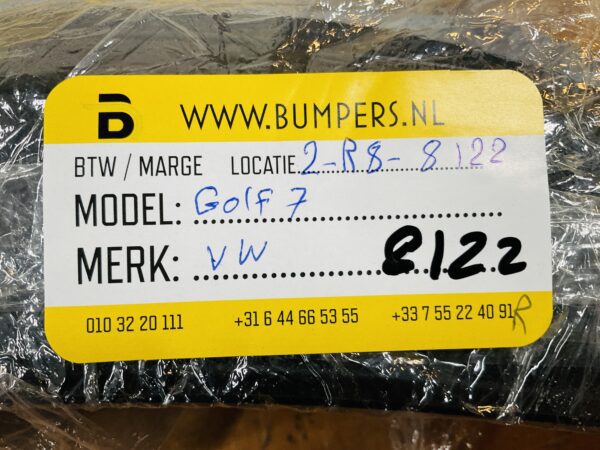 B WWW.BUMPERS.NL
BTW / MARGE LOCATIE 2-R8-8122
MODEL: Golf 7
MERK: VW 8122
010 32 20 111 +31 6 44 66 53 55 +33 7 55 22 40 91 R